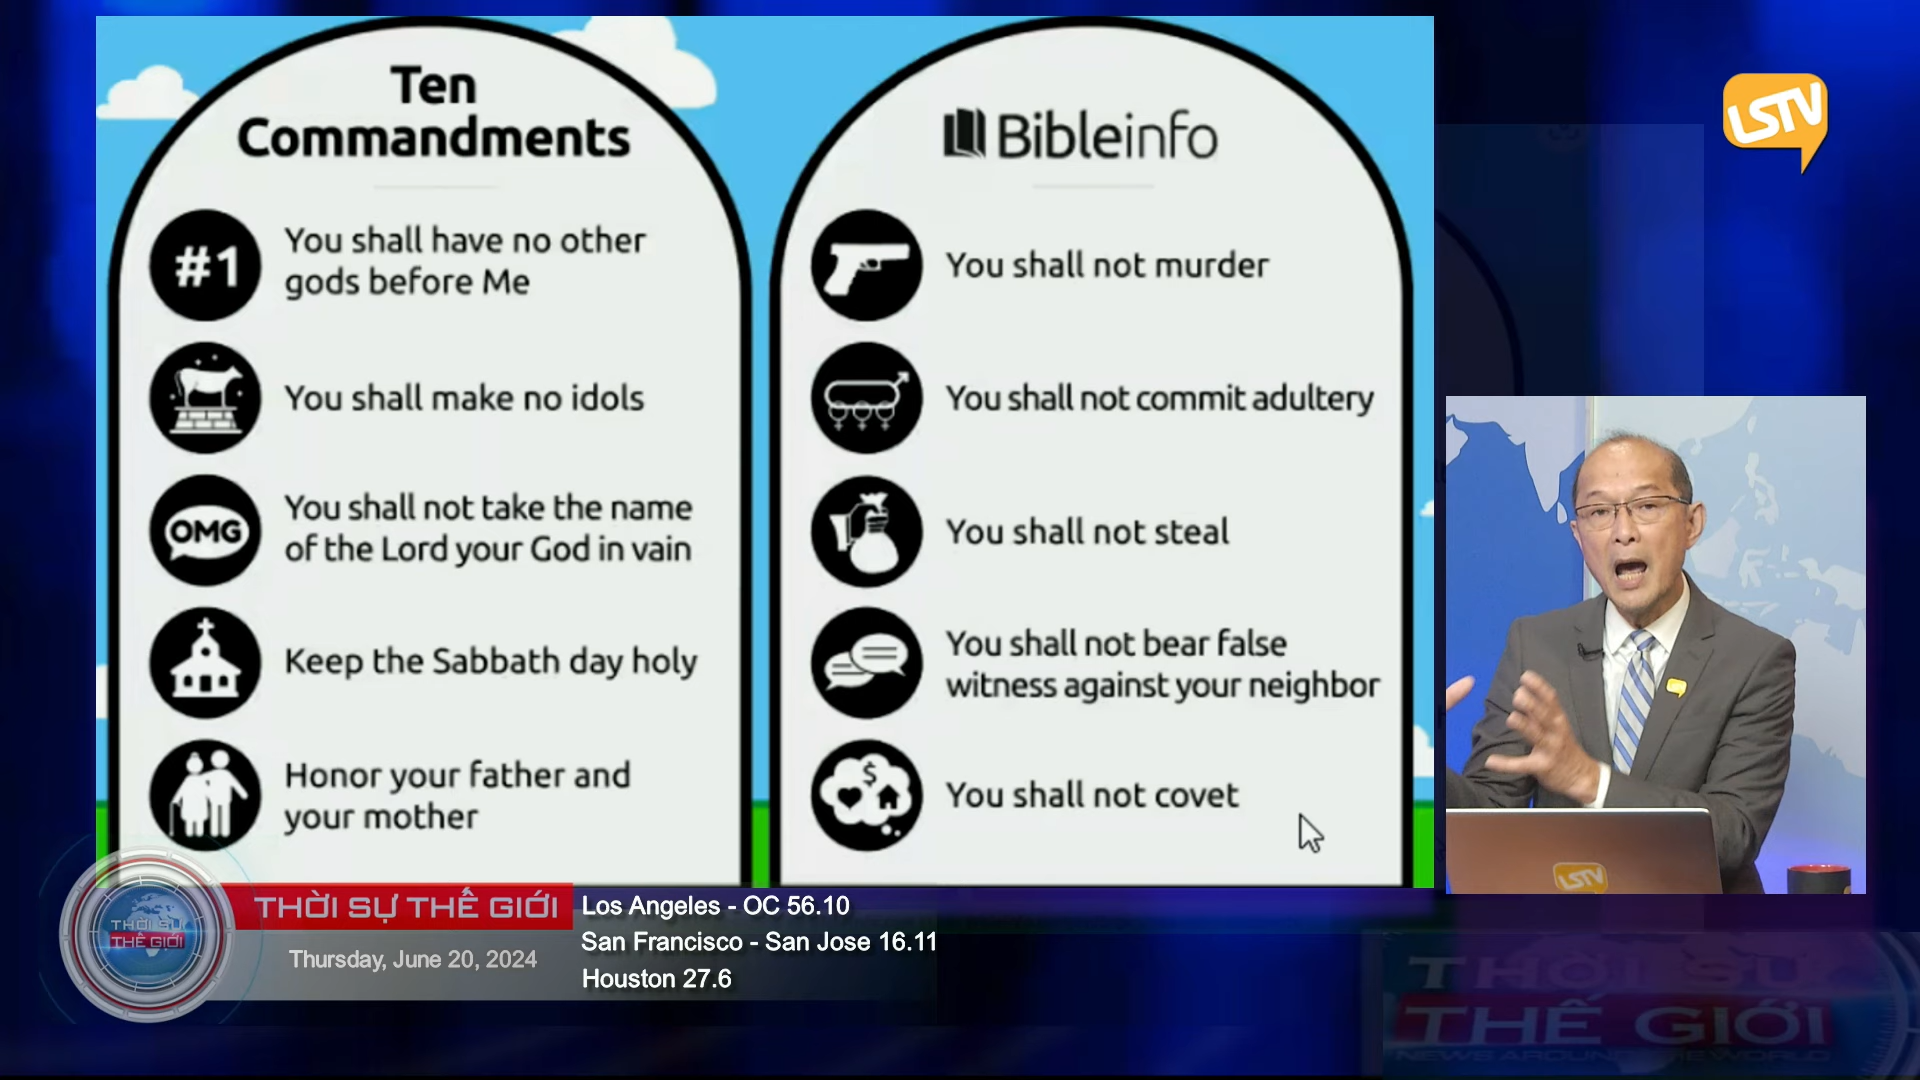 Ten
Commandments
#1
You shall have no other
gods before Me
You shall make no idols
OMG
You shall not take the name
of the Lord your God in vain
Keep the Sabbath day holy
Honor your father and
your mother
Bibleinfo
You shall not murder
You shall not commit adultery
You shall not steal
You shall not bear false
witness against your neighbor
$
You shall not covet
LSTV
LSTV
THỜI SỰ
THẾ GIỚI
THỜI SỰ THẾ GIỚI
Thursday, June 20, 2024
Los Angeles - OC 56.10
San Francisco - San Jose 16.11
Houston 27.6
THỜI SỰ
THẾ GIỚI
NEWS AROUND THE WORLD